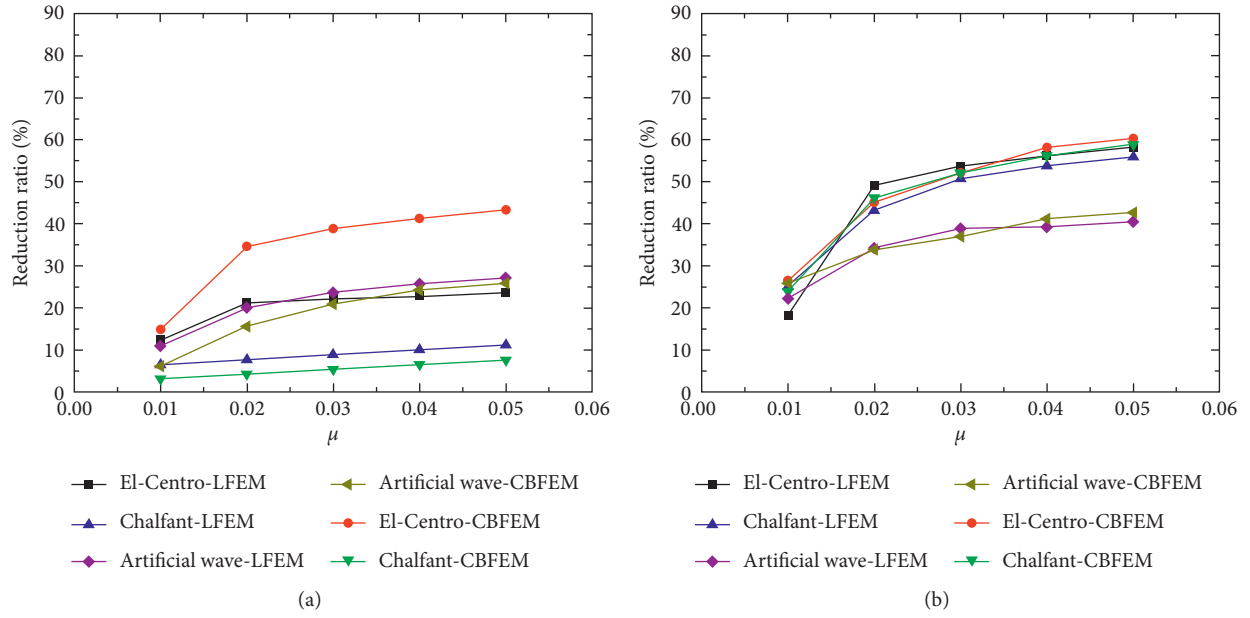 90
80
70
60
50
40
30
20
10
0
Reduction ratio (%)
0.00 0.01 0.02 0.03 0.04 0.05 0.06
μ
El-Centro-LFEM
Chalfant-LFEM
Artificial wave-LFEM
Artificial wave-CBFEM
El-Centro-CBFEM
Chalfant-CBFEM
(a)
90
80
70
60
50
40
30
20
10
0
Reduction ratio (%)
0.00 0.01 0.02 0.03 0.04 0.05 0.06
μ
El-Centro-LFEM
Chalfant-LFEM
Artificial wave-LFEM
Artificial wave-CBFEM
El-Centro-CBFEM
Chalfant-CBFEM
(b)